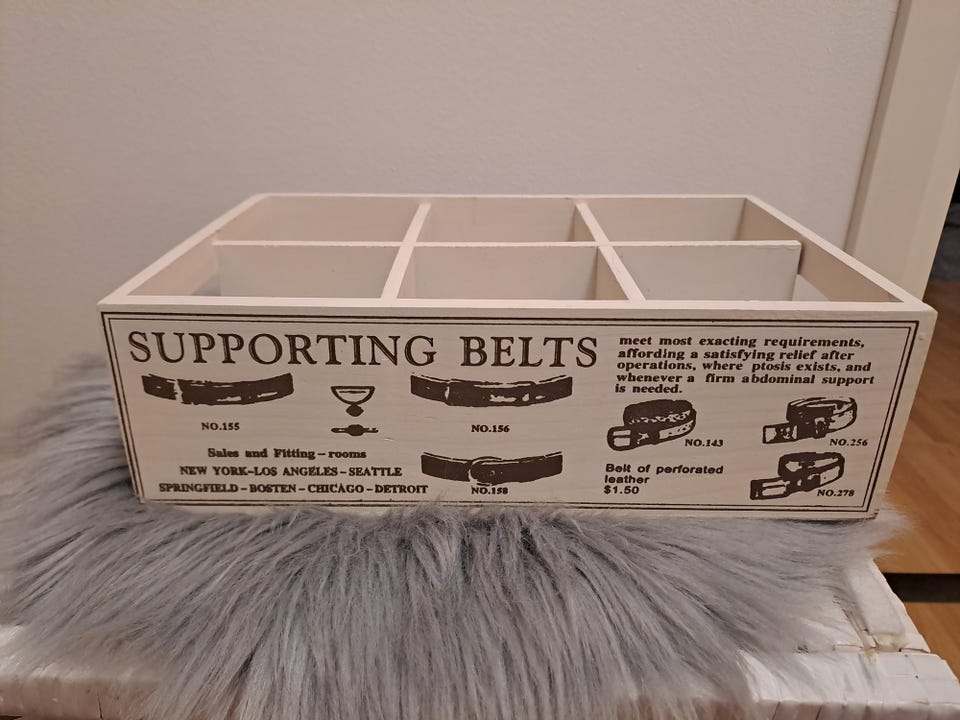 SUPPORTING BELTS
NO.155
NO.156
Sales and Fitting-rooms
NEW YORK-LOS ANGELES-SEATTLE
SPRINGFIELD-BOSTEN-CHICAGO-DETROIT
NO.158
meet most exacting requirements,
affording a satisfying relief after
operations, where ptosis exists, and
whenever a firm abdominal support
is needed.
NO.143
NO.256
Belt of perforated
leather
$1.50
NO.278